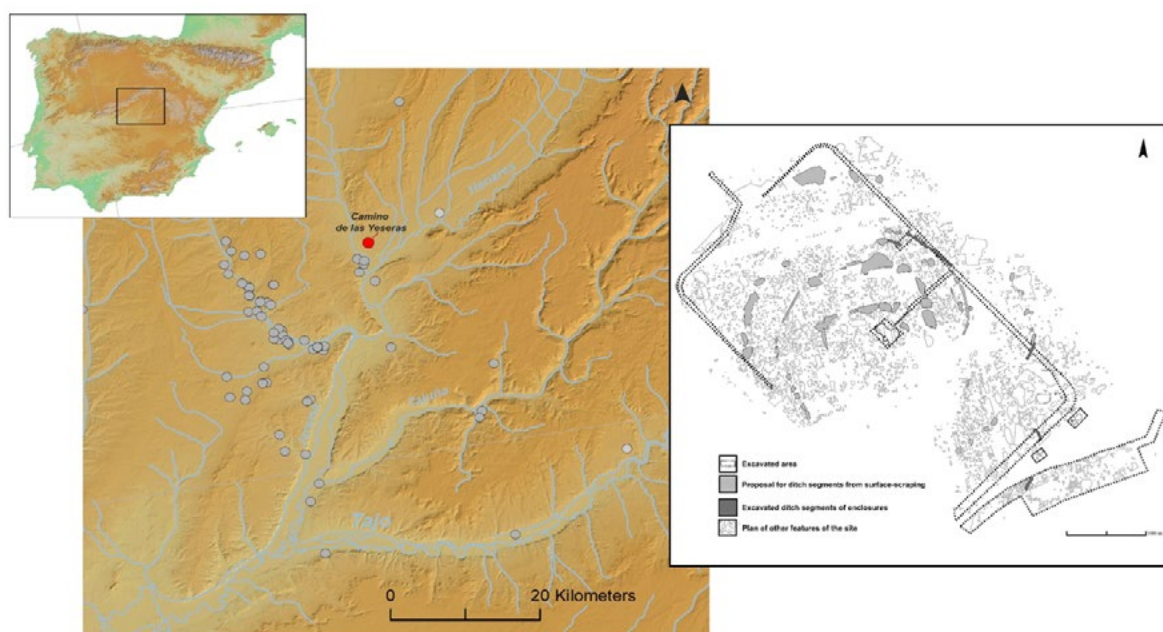 Henares
Camino
de las Yeseras
Tajuña
Tajo
0
20 Kilometers
Excavated area
Proposal for ditch segments from surface-scraping
Excavated ditch segments of enclosures
Plan of other features of the site